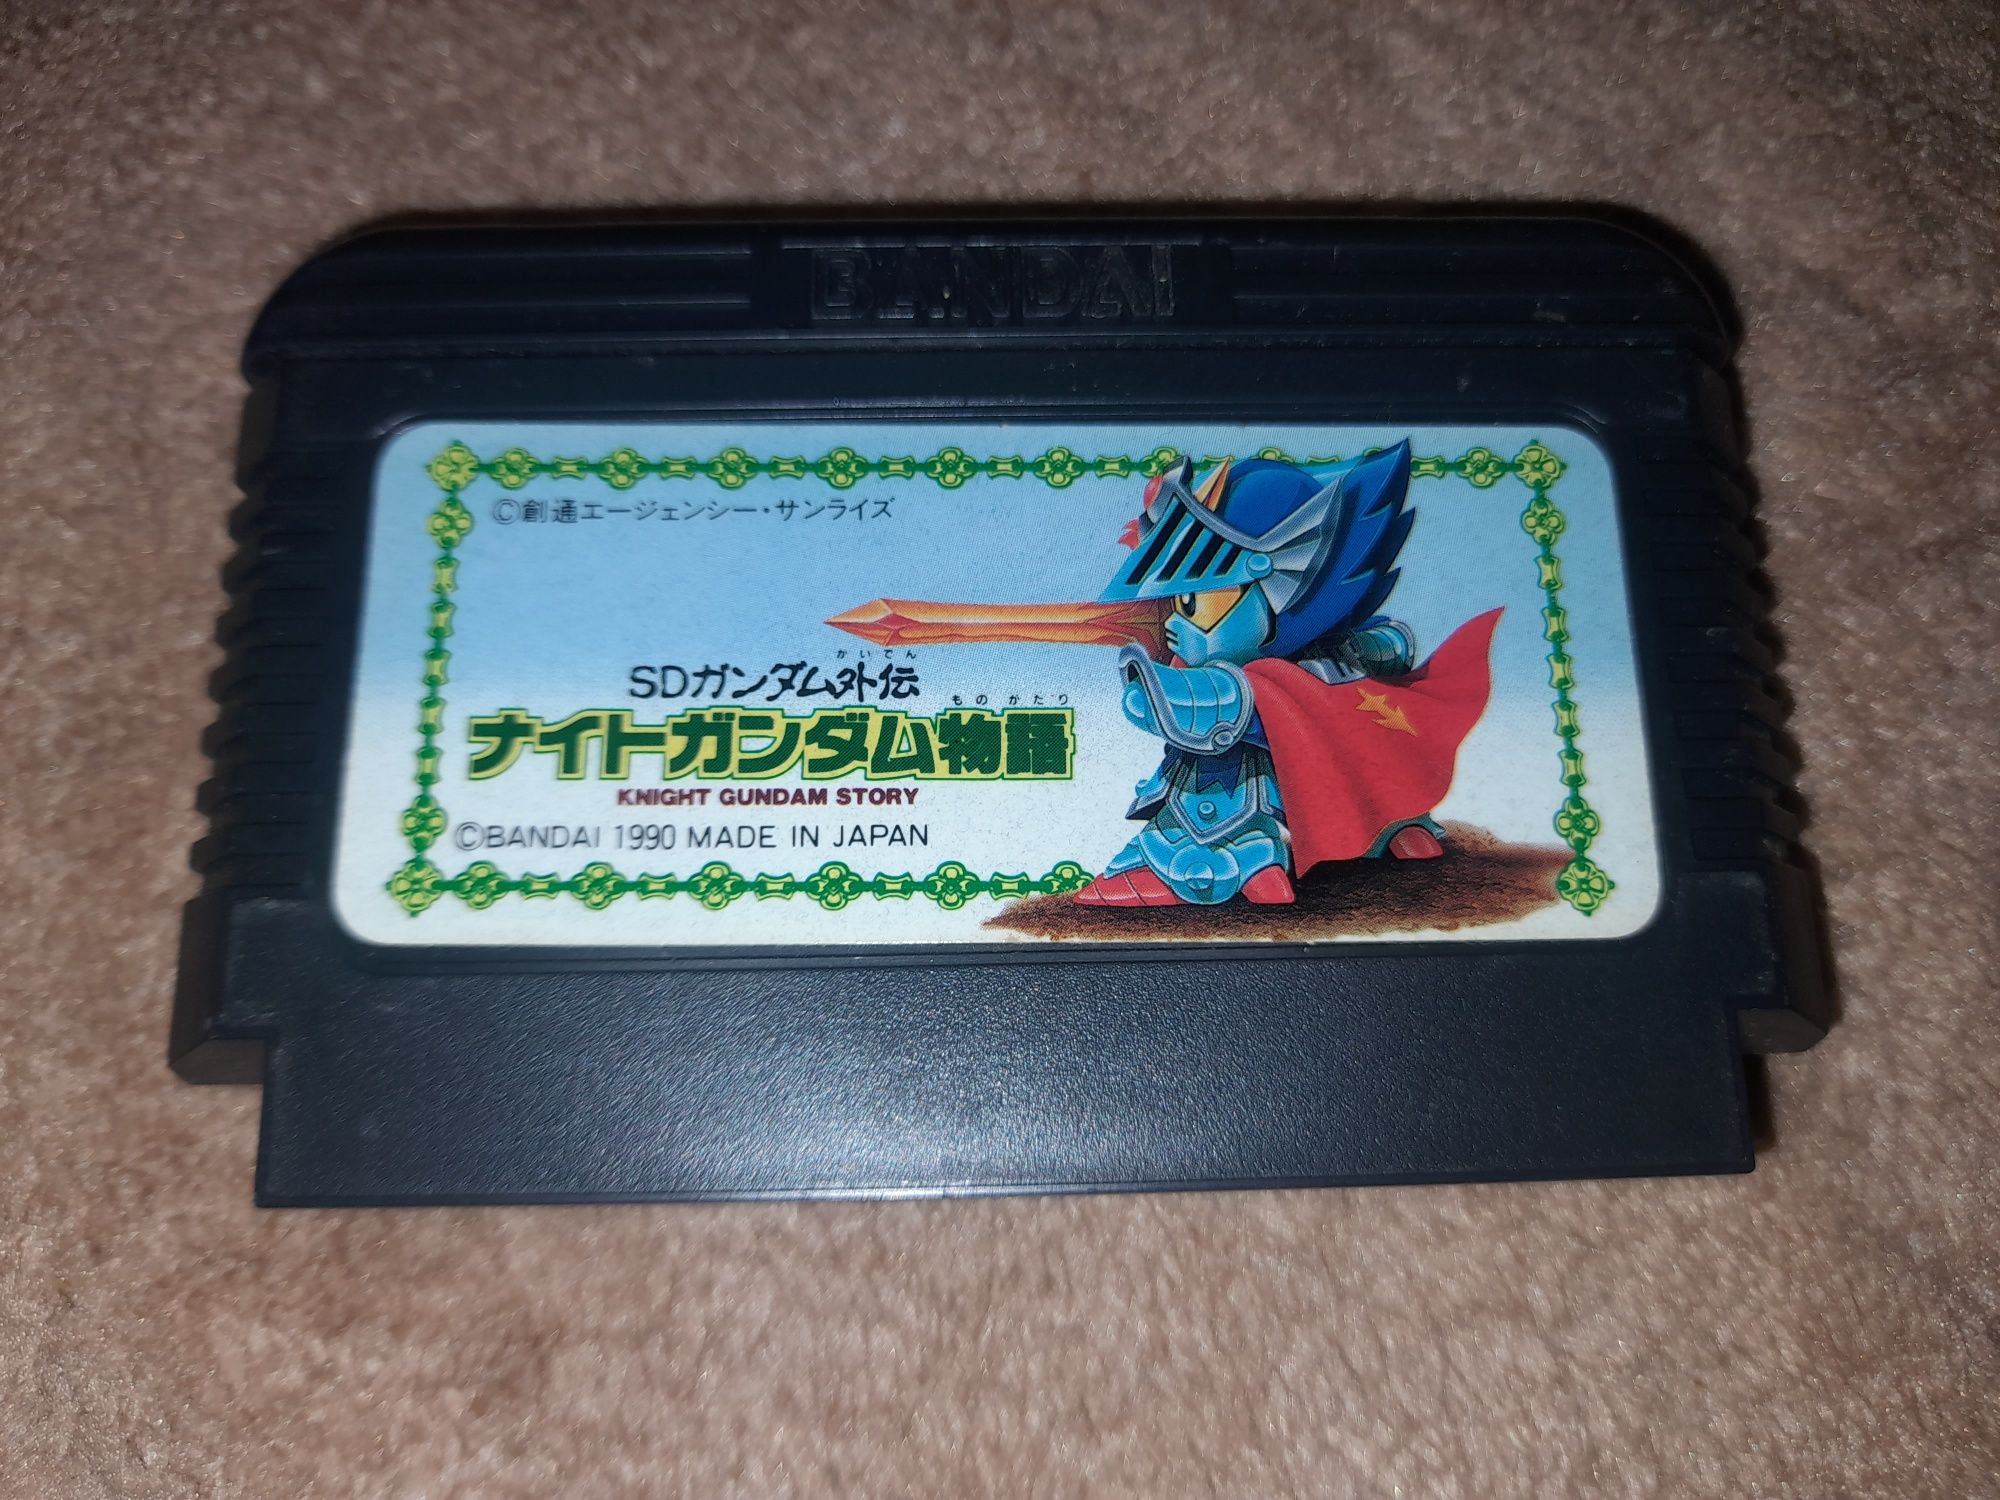 BANDAI
©創通エージェンシー・サンライズ
かいでん
SDガンダム外伝
ものがたり
ナイトガンダム物語
KNIGHT GUNDAM STORY
©BANDAI 1990 MADE IN JAPAN